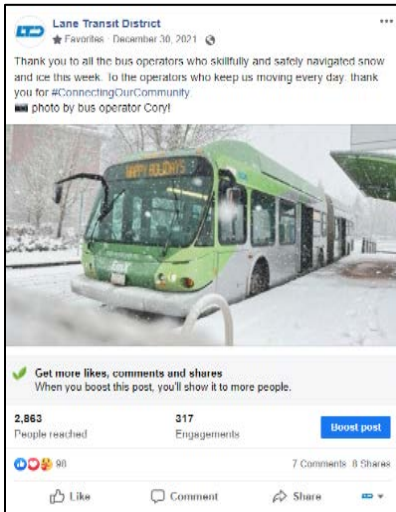 LTD
Lane Transit District
Favorites · December 30, 2021
Thank you to all the bus operators who skillfully and safely navigated snow
and ice this week. To the operators who keep us moving every day, thank
you for #ConnectingOurCommunity.
photo by bus operator Cory!
HAPPY HOLIDAYS
Get more likes, comments and shares
When you boost this post, you'll show it to more people.
2,863
People reached
317
Engagements
Boost post
98
7 Comments 8 Shares
Like
Comment
Share